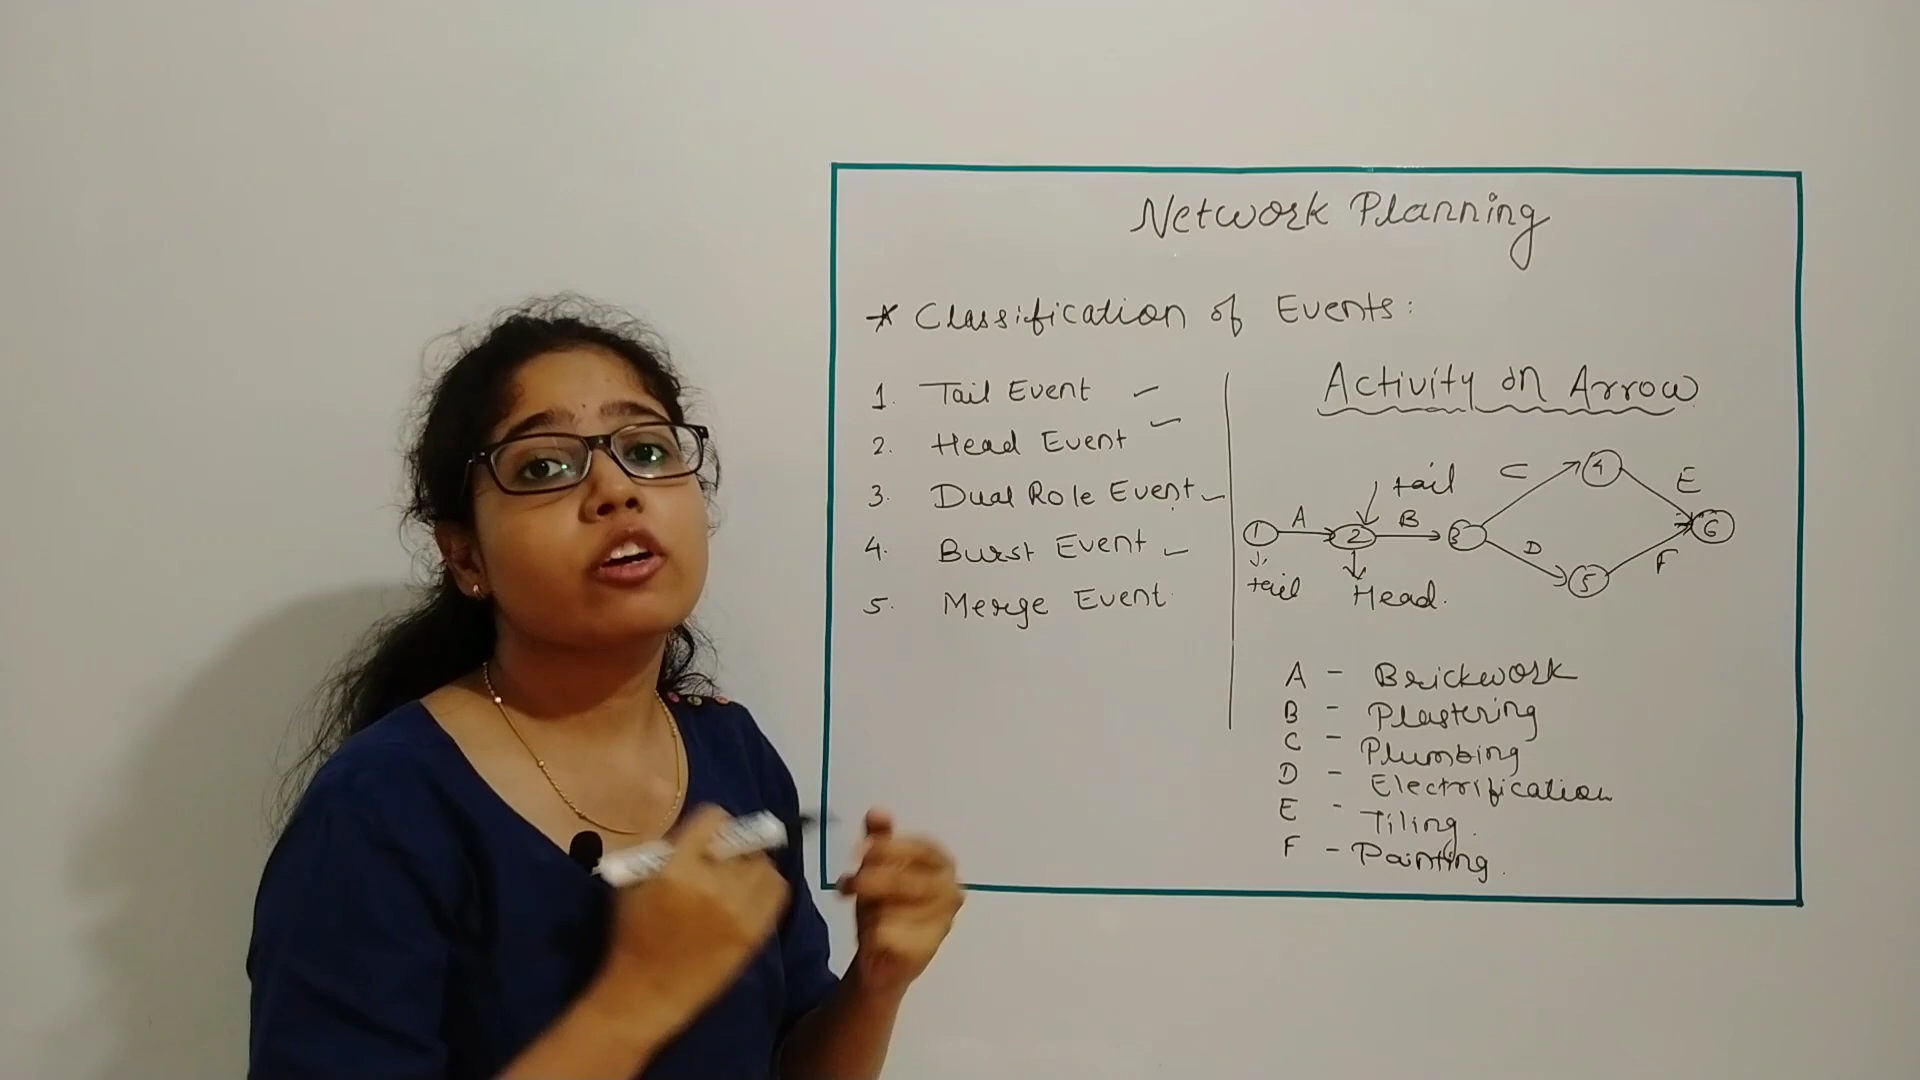 Network Planning
* Classification of Events:
1. Tail Event
2. Head Event
3. Dual Role Event
4. Burst Event
5. Merge Event
Activity on Arrow
1 A 2 B 3 C 4 E 6
D 5 F
tail
tail
Head.
A - Brickwork
B - Plastering
C - Plumbing
D - Electrification
E - Tiling.
F - Painting.